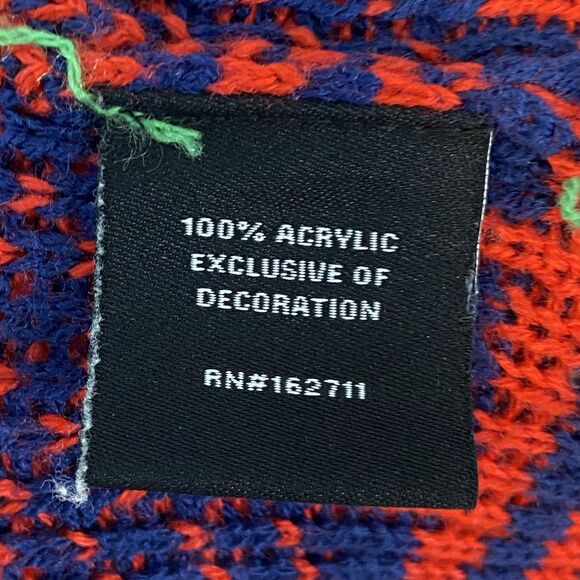 100% ACRYLIC
EXCLUSIVE OF
DECORATION
RN#162711